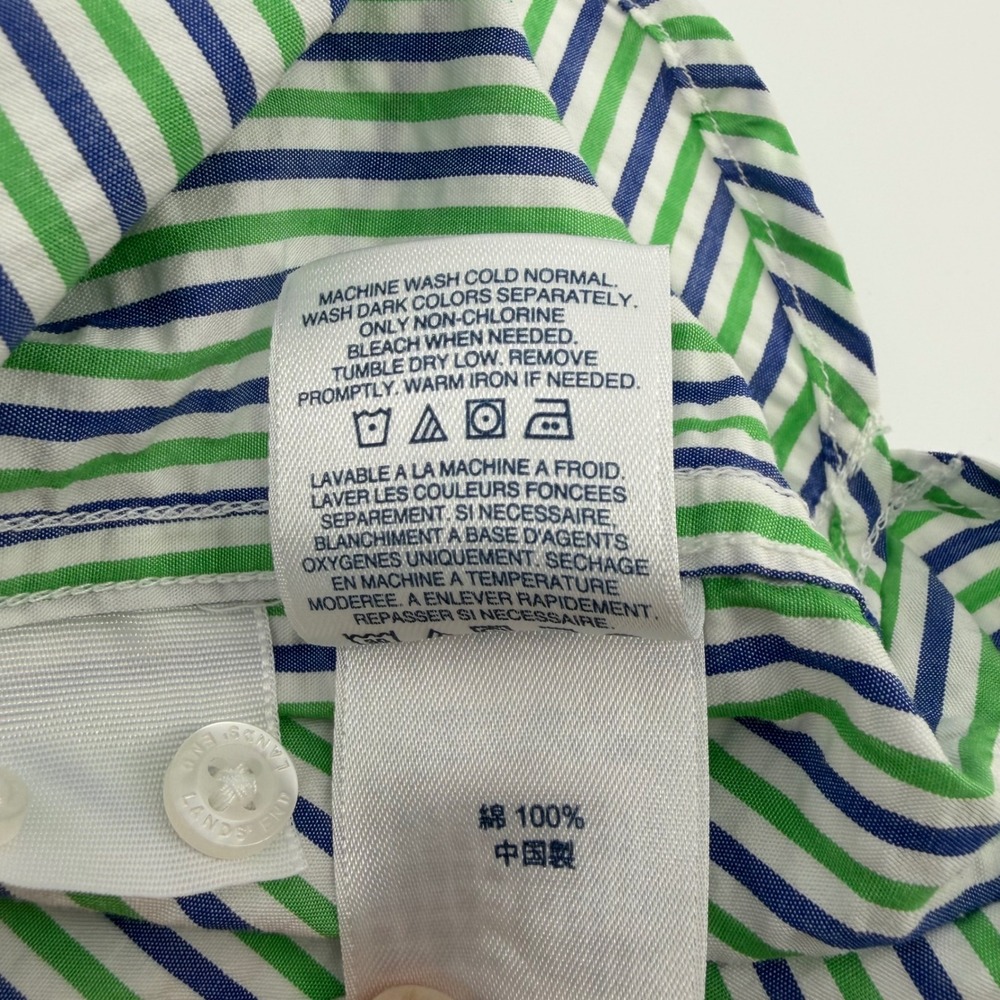 MACHINE WASH COLD NORMAL.
WASH DARK COLORS SEPARATELY.
ONLY NON-CHLORINE
BLEACH WHEN NEEDED.
TUMBLE DRY LOW. REMOVE
PROMPTLY. WARM IRON IF NEEDED.
LAVABLE A LA MACHINE A FROID.
LAVER LES COULEURS FONCEES
SEPAREMENT. SI NECESSAIRE,
BLANCHIMENT A BASE D'AGENTS
OXYGENES UNIQUEMENT. SECHAGE
EN MACHINE A TEMPERATURE
MODEREE. A ENLEVER RAPIDEMENT.
REPASSER SI NECESSAIRE.
LANDS' END
LANDS' END
綿 100%
中国製